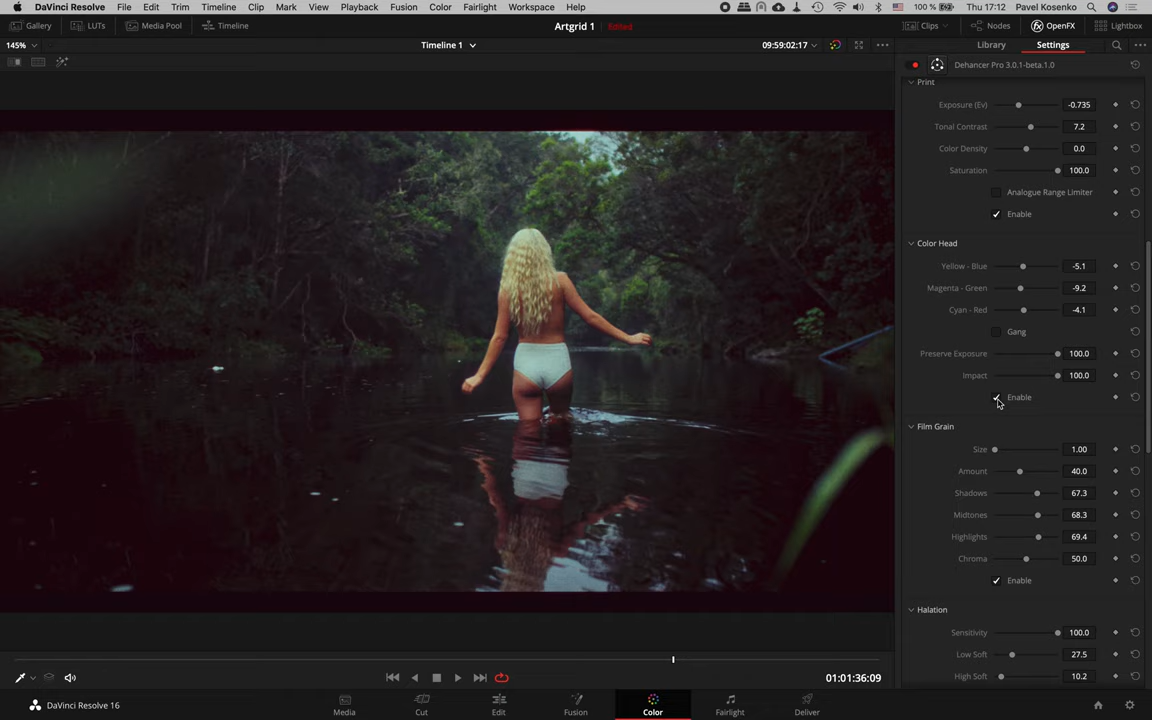 DaVinci Resolve File Edit Trim Timeline Clip Mark View Playback Fusion Color Fairlight Workspace Help 100 % Thu 17:12 Pavel Kosenko
Gallery LUTs Media Pool Timeline Artgrid 1 Edited Clips Nodes OpenFX Lightbox
145% Timeline 1 09:59:02:17 Library Settings
Dehancer Pro 3.0.1-beta.1.0
Print
Exposure (Ev) -0.735
Tonal Contrast 7.2
Color Density 0.0
Saturation 100.0
Analogue Range Limiter
Enable
Color Head
Yellow - Blue -5.1
Magenta - Green -9.2
Cyan - Red -4.1
Gang
Preserve Exposure 100.0
Impact 100.0
Enable
Film Grain
Size 1.00
Amount 40.0
Shadows 67.3
Midtones 68.3
Highlights 69.4
Chroma 50.0
Enable
Halation
Sensitivity 100.0
Low Soft 27.5
High Soft 10.2
01:01:36:09
DaVinci Resolve 16 Media Cut Edit Fusion Color Fairlight Deliver